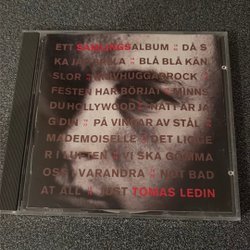 ETT SAMLINGSALBUM DÅ S
KA JAG SPELA BLÅ BLÅ KÄN
SLOR SNUVHUGGARROCK
FESTEN HAR BÖRJAT MINNS
DU HOLLYWOOD NATT ÄR JA
G DIN PÅ VINGAR AV STÅL
MADEMOISELLE DET LIGGE
R I LUFTEN VI SKA GÖMMA
OSS I VARANDRA NOT BAD
AT ALL JUST TOMAS LEDIN